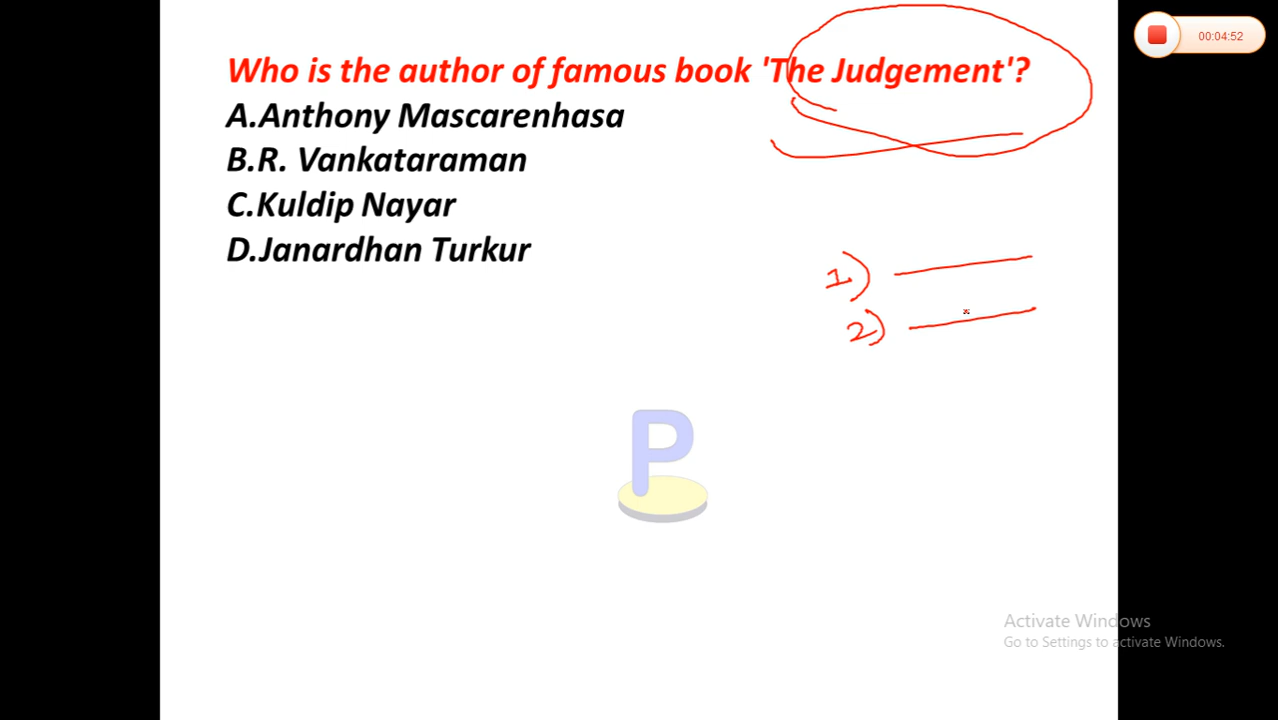 00:04:52
Who is the author of famous book 'The Judgement'?
A.Anthony Mascarenhasa
B.R. Vankataraman
C.Kuldip Nayar
D.Janardhan Turkur
1)
2)
P
Activate Windows
Go to Settings to activate Windows.